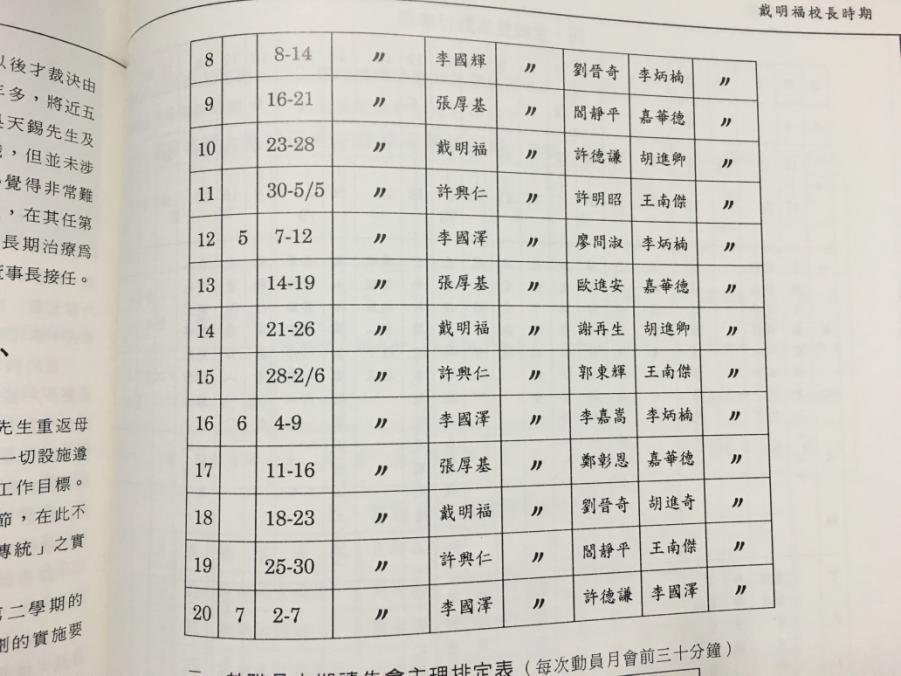 戴明福校長時期
以後才裁決由
年多，將近五
吳天錫先生及
，但並未涉
覺得非常難
，在其任第
長期治療為
董事長接任。
、
先生重返母
一切設施遵
工作目標。
節，在此不
專統」之實
第二學期的
劃的實施要
8 8-14 〃 李國輝 〃 劉晉奇 李炳楠 〃
9 16-21 〃 張厚基 〃 閻靜平 嘉華德 〃
10 23-28 〃 戴明福 〃 許德謙 胡進卿 〃
11 30-5/5 〃 許興仁 〃 許明昭 王南傑 〃
12 5 7-12 〃 李國澤 〃 廖問淑 李炳楠 〃
13 14-19 〃 張厚基 〃 歐進安 嘉華德 〃
14 21-26 〃 戴明福 〃 謝再生 胡進卿 〃
15 28-2/6 〃 許興仁 〃 郭東輝 王南傑 〃
16 6 4-9 〃 李國澤 〃 李嘉嵩 李炳楠 〃
17 11-16 〃 張厚基 〃 鄭彰恩 嘉華德 〃
18 18-23 〃 戴明福 〃 劉晉奇 胡進奇 〃
19 25-30 〃 許興仁 〃 閻靜平 王南傑 〃
20 7 2-7 〃 李國澤 〃 許德謙 李國澤 〃
主理排定表（每次動員月會前三十分鐘）